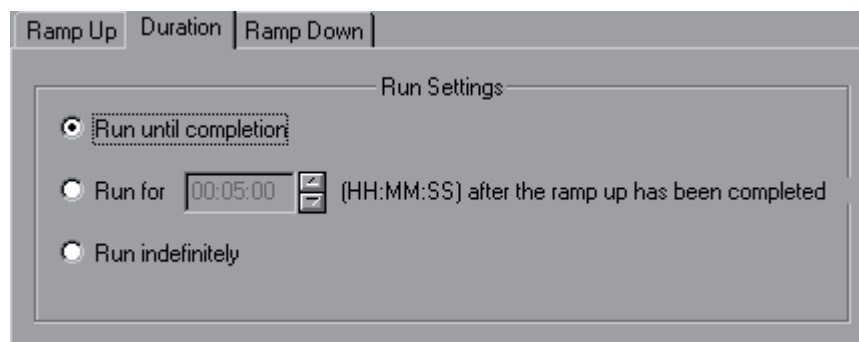 Ramp Up Duration Ramp Down
Run Settings
Run until completion
Run for 00:05:00 (HH:MM:SS) after the ramp up has been completed
Run indefinitely